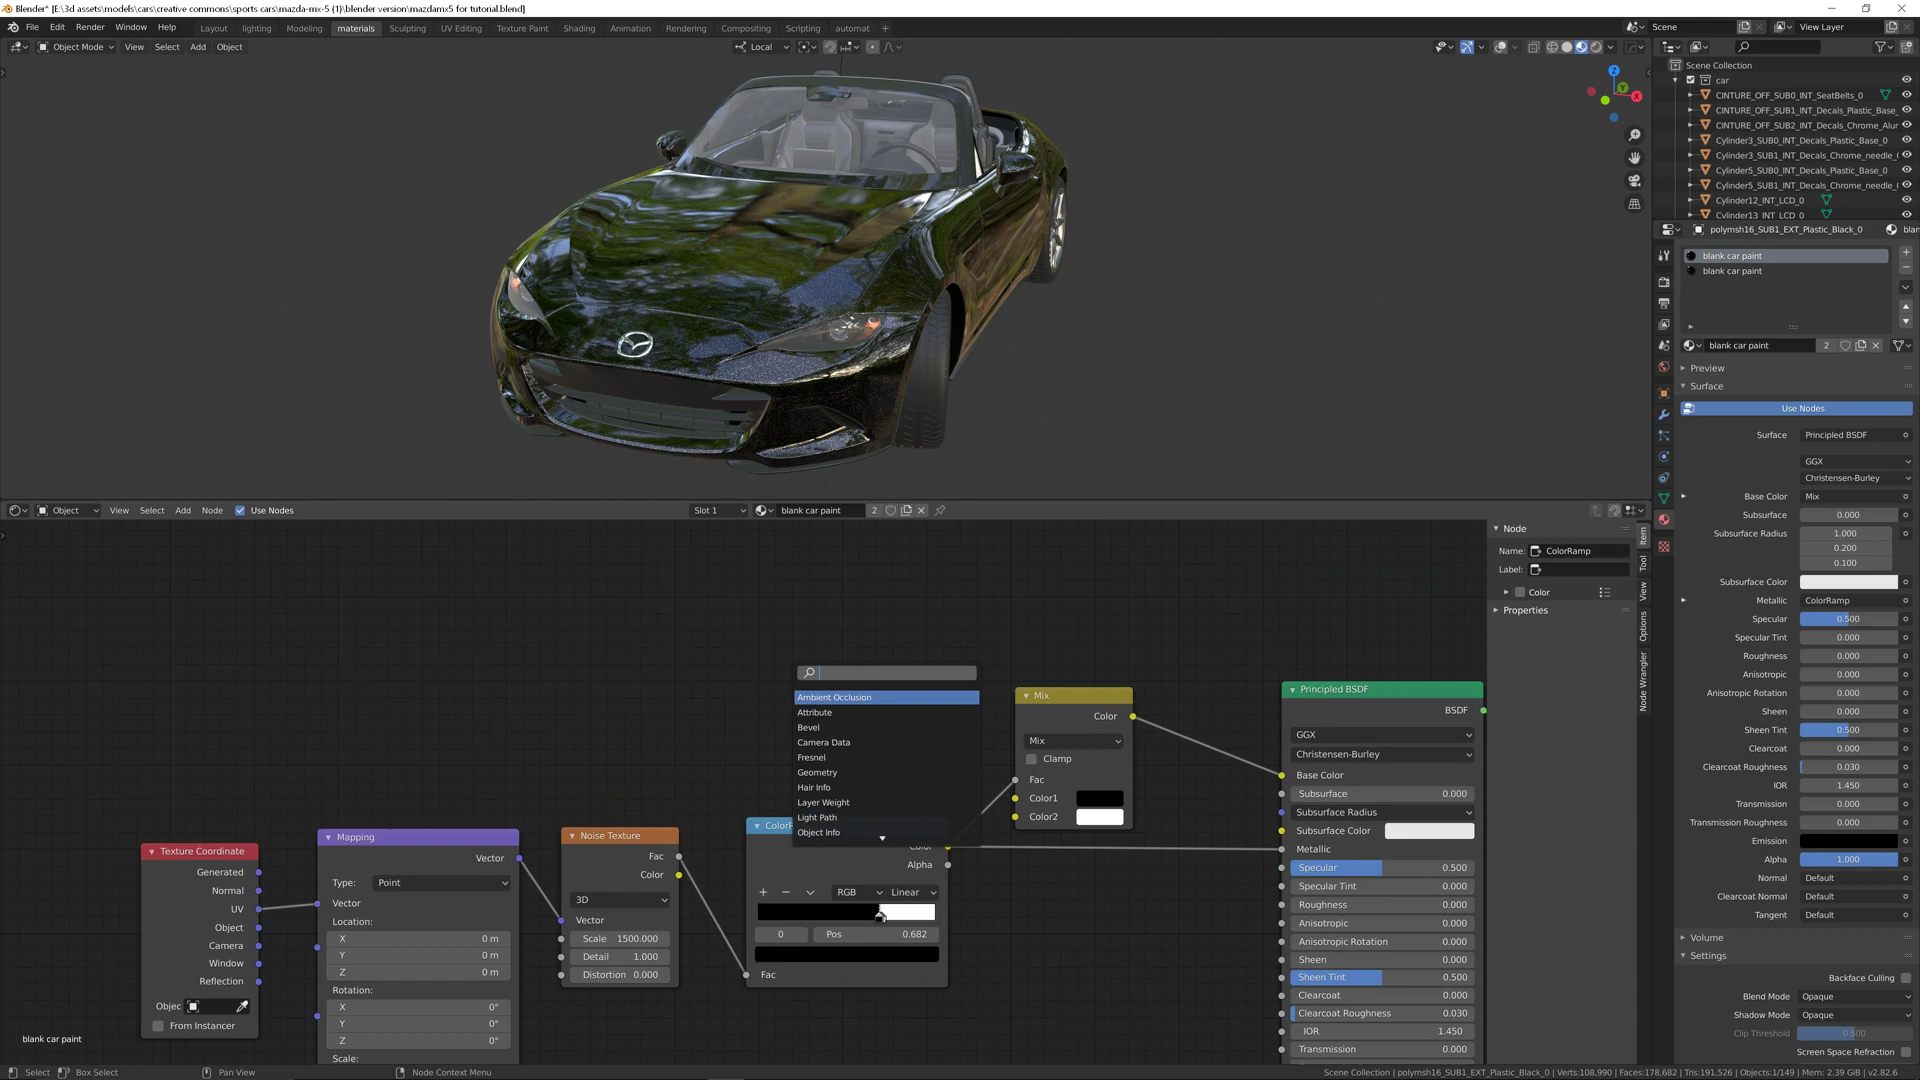 Blender* [E:\3d assets\models\cars\creative commons\sports cars\mazda-mx-5 (1)\blender version\mazdamx5 for tutorial.blend]
File Edit Render Window Help Layout lighting Modeling materials Sculpting UV Editing Texture Paint Shading Animation Rendering Compositing Scripting automat +
Scene
View Layer
Object Mode View Select Add Object
Local
Z
Y
X
Scene Collection
car
CINTURE_OFF_SUB0_INT_SeatBelts_0
CINTURE_OFF_SUB1_INT_Decals_Plastic_Base_
CINTURE_OFF_SUB2_INT_Decals_Chrome_Alur
Cylinder3_SUB0_INT_Decals_Plastic_Base_0
Cylinder3_SUB1_INT_Decals_Chrome_needle_(
Cylinder5_SUB0_INT_Decals_Plastic_Base_0
Cylinder5_SUB1_INT_Decals_Chrome_needle_(
Cylinder12_INT_LCD_0
Cylinder13_INT_LCD_0
polymsh16_SUB1_EXT_Plastic_Black_0
blan
blank car paint
blank car paint
blank car paint 2
Preview
Surface
Use Nodes
Surface Principled BSDF
GGX
Christensen-Burley
Base Color Mix
Subsurface 0.000
Subsurface Radius 1.000
0.200
0.100
Subsurface Color
Metallic ColorRamp
Specular 0.500
Specular Tint 0.000
Roughness 0.000
Anisotropic 0.000
Anisotropic Rotation 0.000
Sheen 0.000
Sheen Tint 0.500
Clearcoat 0.000
Clearcoat Roughness 0.030
IOR 1.450
Transmission 0.000
Transmission Roughness 0.000
Emission
Alpha 1.000
Normal Default
Clearcoat Normal Default
Tangent Default
Volume
Settings
Backface Culling
Blend Mode Opaque
Shadow Mode Opaque
Clip Threshold 0.500
Screen Space Refraction
Object View Select Add Node Use Nodes
Slot 1
blank car paint 2
Node
Name: ColorRamp
Label:
Color
Properties
Item
Tool
View
Options
Node Wrangler
Texture Coordinate
Generated
Normal
UV
Object
Camera
Window
Reflection
Objec
From Instancer
Mapping
Vector
Type: Point
Vector
Location:
X 0 m
Y 0 m
Z 0 m
Rotation:
X 0°
Y 0°
Z 0°
Scale:
Noise Texture
Fac
Color
3D
Vector
Scale 1500.000
Detail 1.000
Distortion 0.000
ColorR
Color
Alpha
+ − RGB Linear
0 Pos 0.682
Fac
Ambient Occlusion
Attribute
Bevel
Camera Data
Fresnel
Geometry
Hair Info
Layer Weight
Light Path
Object Info
Mix
Color
Mix
Clamp
Fac
Color1
Color2
Principled BSDF
BSDF
GGX
Christensen-Burley
Base Color
Subsurface 0.000
Subsurface Radius
Subsurface Color
Metallic
Specular 0.500
Specular Tint 0.000
Roughness 0.000
Anisotropic 0.000
Anisotropic Rotation 0.000
Sheen 0.000
Sheen Tint 0.500
Clearcoat 0.000
Clearcoat Roughness 0.030
IOR 1.450
Transmission 0.000
blank car paint
Select Box Select Pan View Node Context Menu
Scene Collection | polymsh16_SUB1_EXT_Plastic_Black_0 | Verts:108,990 | Faces:178,682 | Tris:191,526 | Objects:1/149 | Mem: 2.39 GiB | v2.82.6